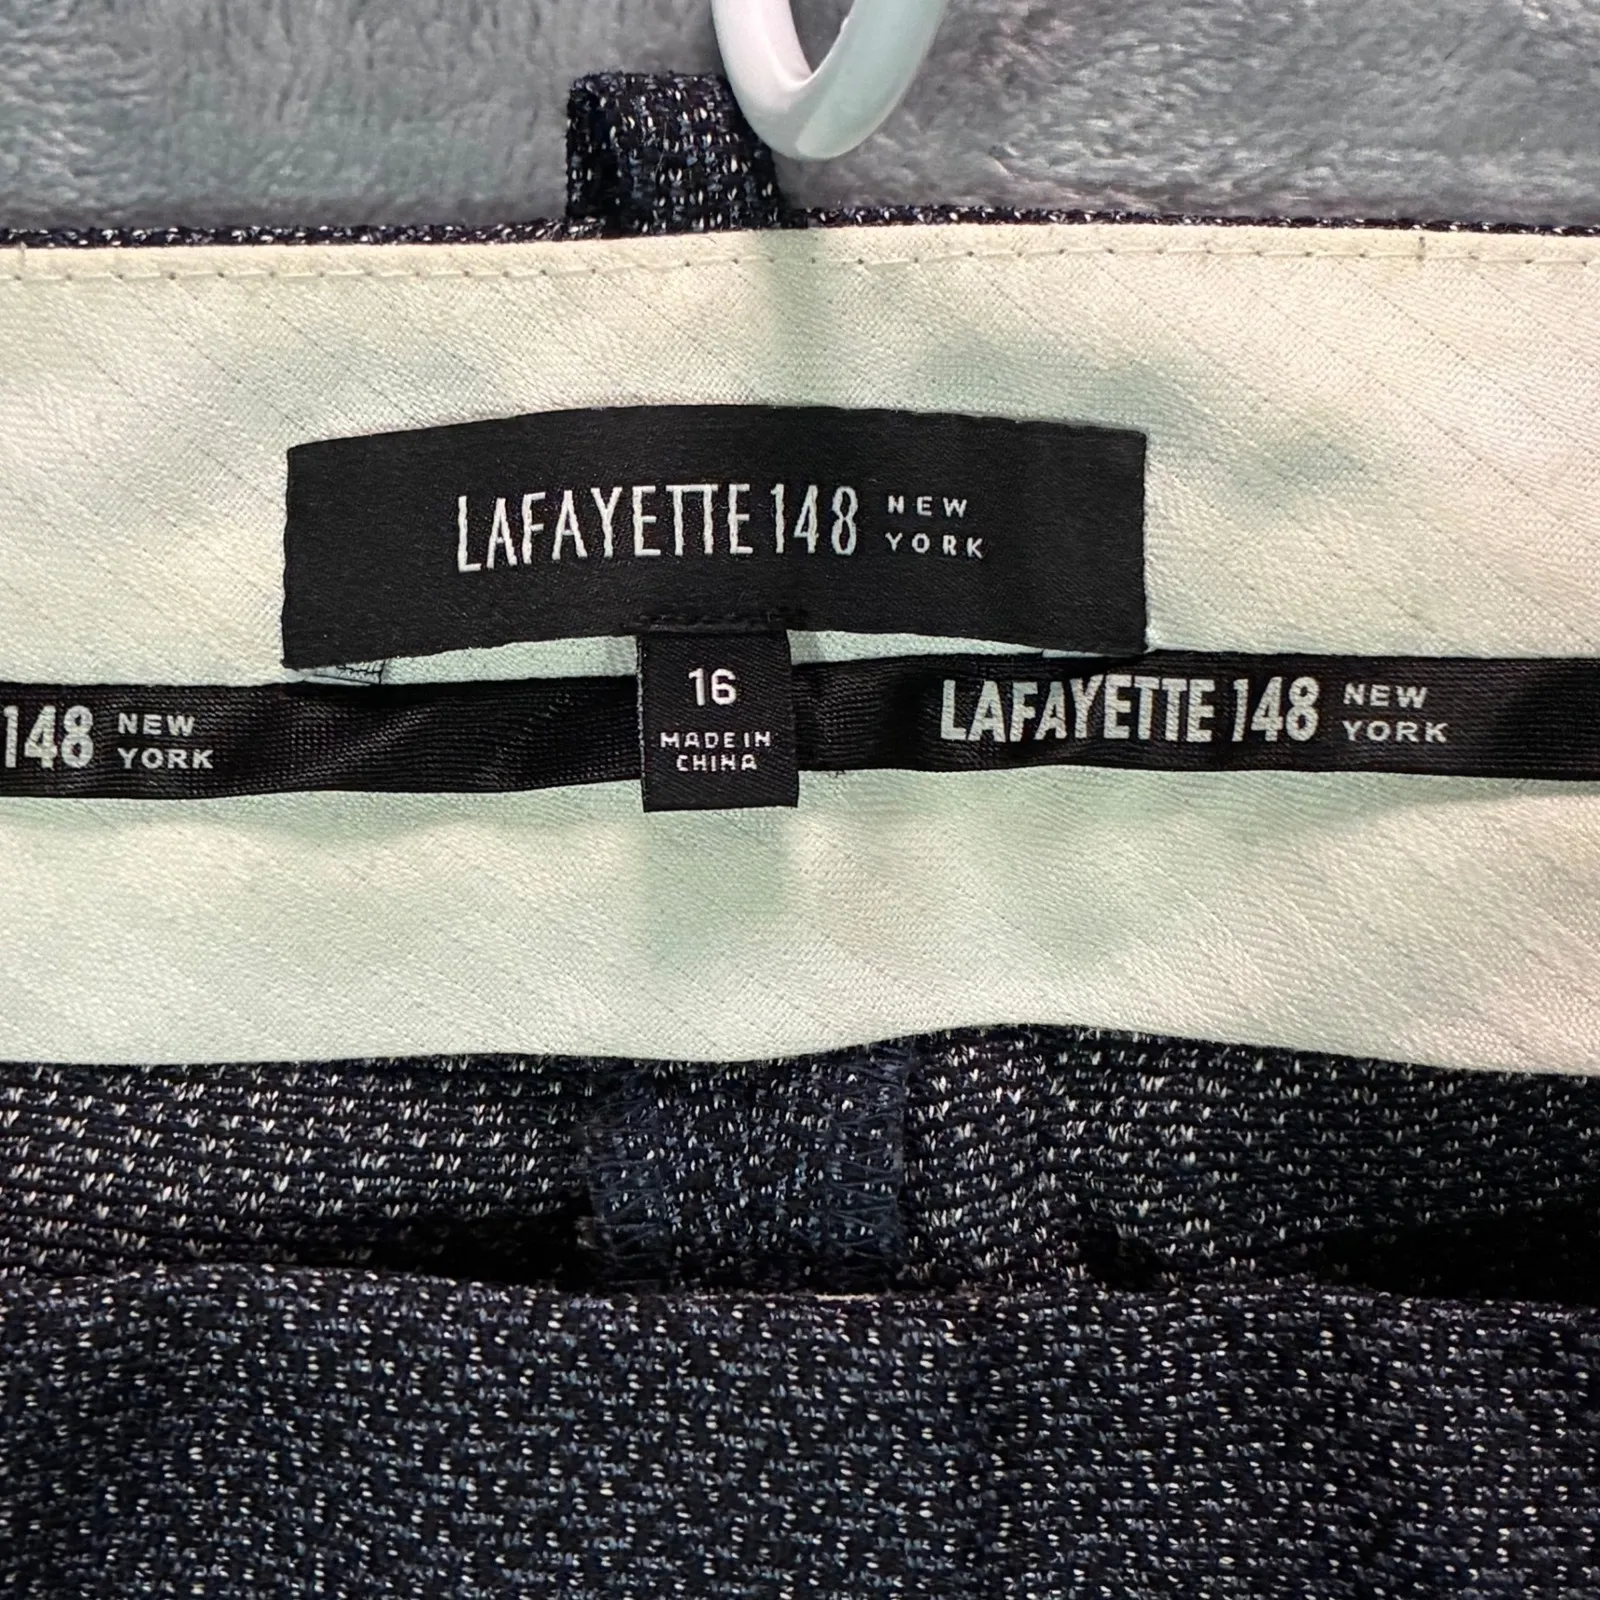 LAFAYETTE 148 NEW
YORK
16
MADE IN
CHINA
148 NEW
YORK
LAFAYETTE 148 NEW
YORK